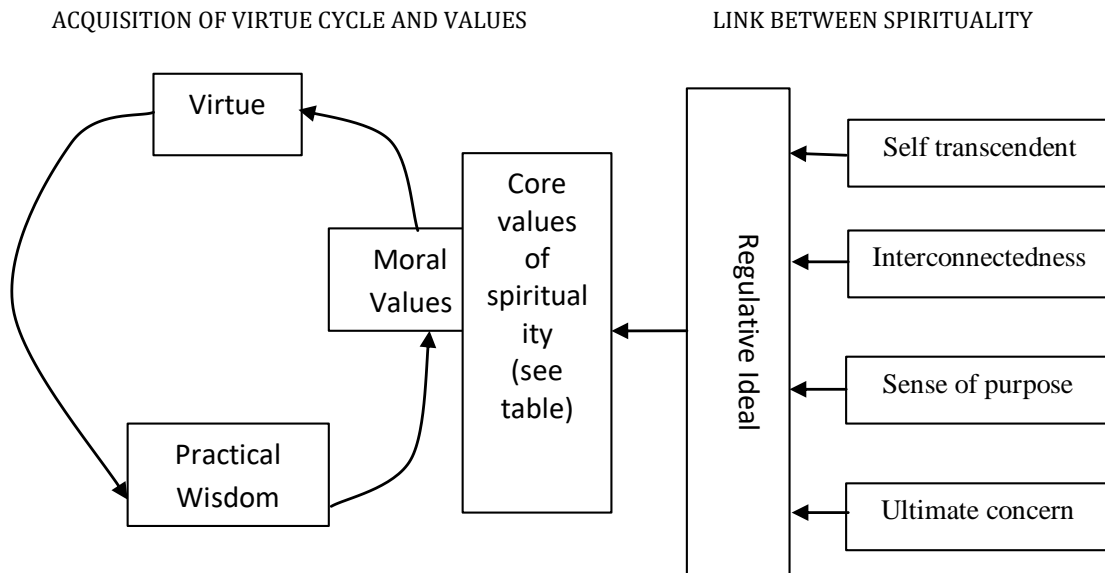 ACQUISITION OF VIRTUE CYCLE AND VALUES
LINK BETWEEN SPIRITUALITY
Virtue
Moral
Values
Practical
Wisdom
Core
values
of
spiritual
ity
(see
table)
Regulative Ideal
Self transcendent
Interconnectedness
Sense of purpose
Ultimate concern